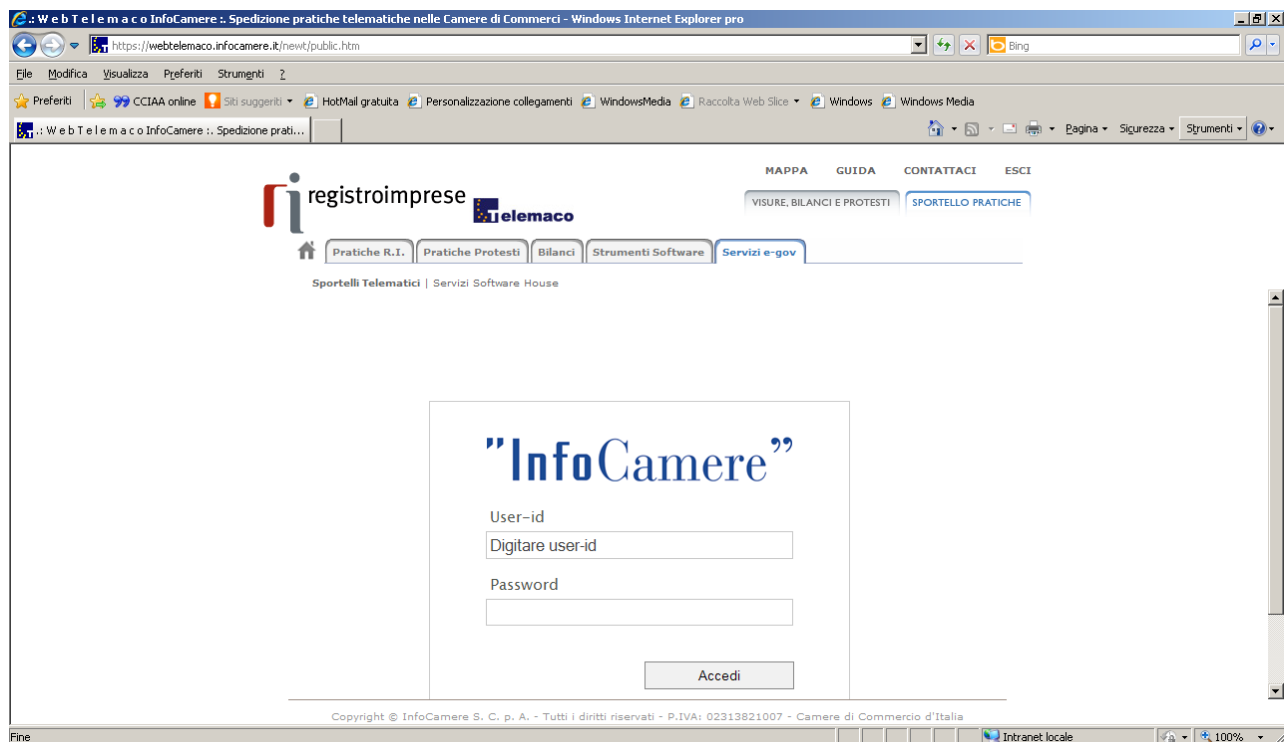 .: W e b T e l e m a c o InfoCamere :. Spedizione pratiche telematiche nelle Camere di Commerci - Windows Internet Explorer pro
https://webtelemaco.infocamere.it/newt/public.htm
Bing
File Modifica Visualizza Preferiti Strumenti ?
Preferiti CCIAA online Siti suggeriti HotMail gratuita Personalizzazione collegamenti WindowsMedia Raccolta Web Slice Windows Windows Media
.: W e b T e l e m a c o InfoCamere :. Spedizione prati...
Pagina Sicurezza Strumenti
MAPPA GUIDA CONTATTACI ESCI
registroimprese
Telemaco
VISURE, BILANCI E PROTESTI SPORTELLO PRATICHE
Pratiche R.I. Pratiche Protesti Bilanci Strumenti Software Servizi e-gov
Sportelli Telematici | Servizi Software House
"InfoCamere"
User-id
Digitare user-id
Password
Accedi
Copyright © InfoCamere S. C. p. A. - Tutti i diritti riservati - P.IVA: 02313821007 - Camere di Commercio d'Italia
Fine
Intranet locale
100%